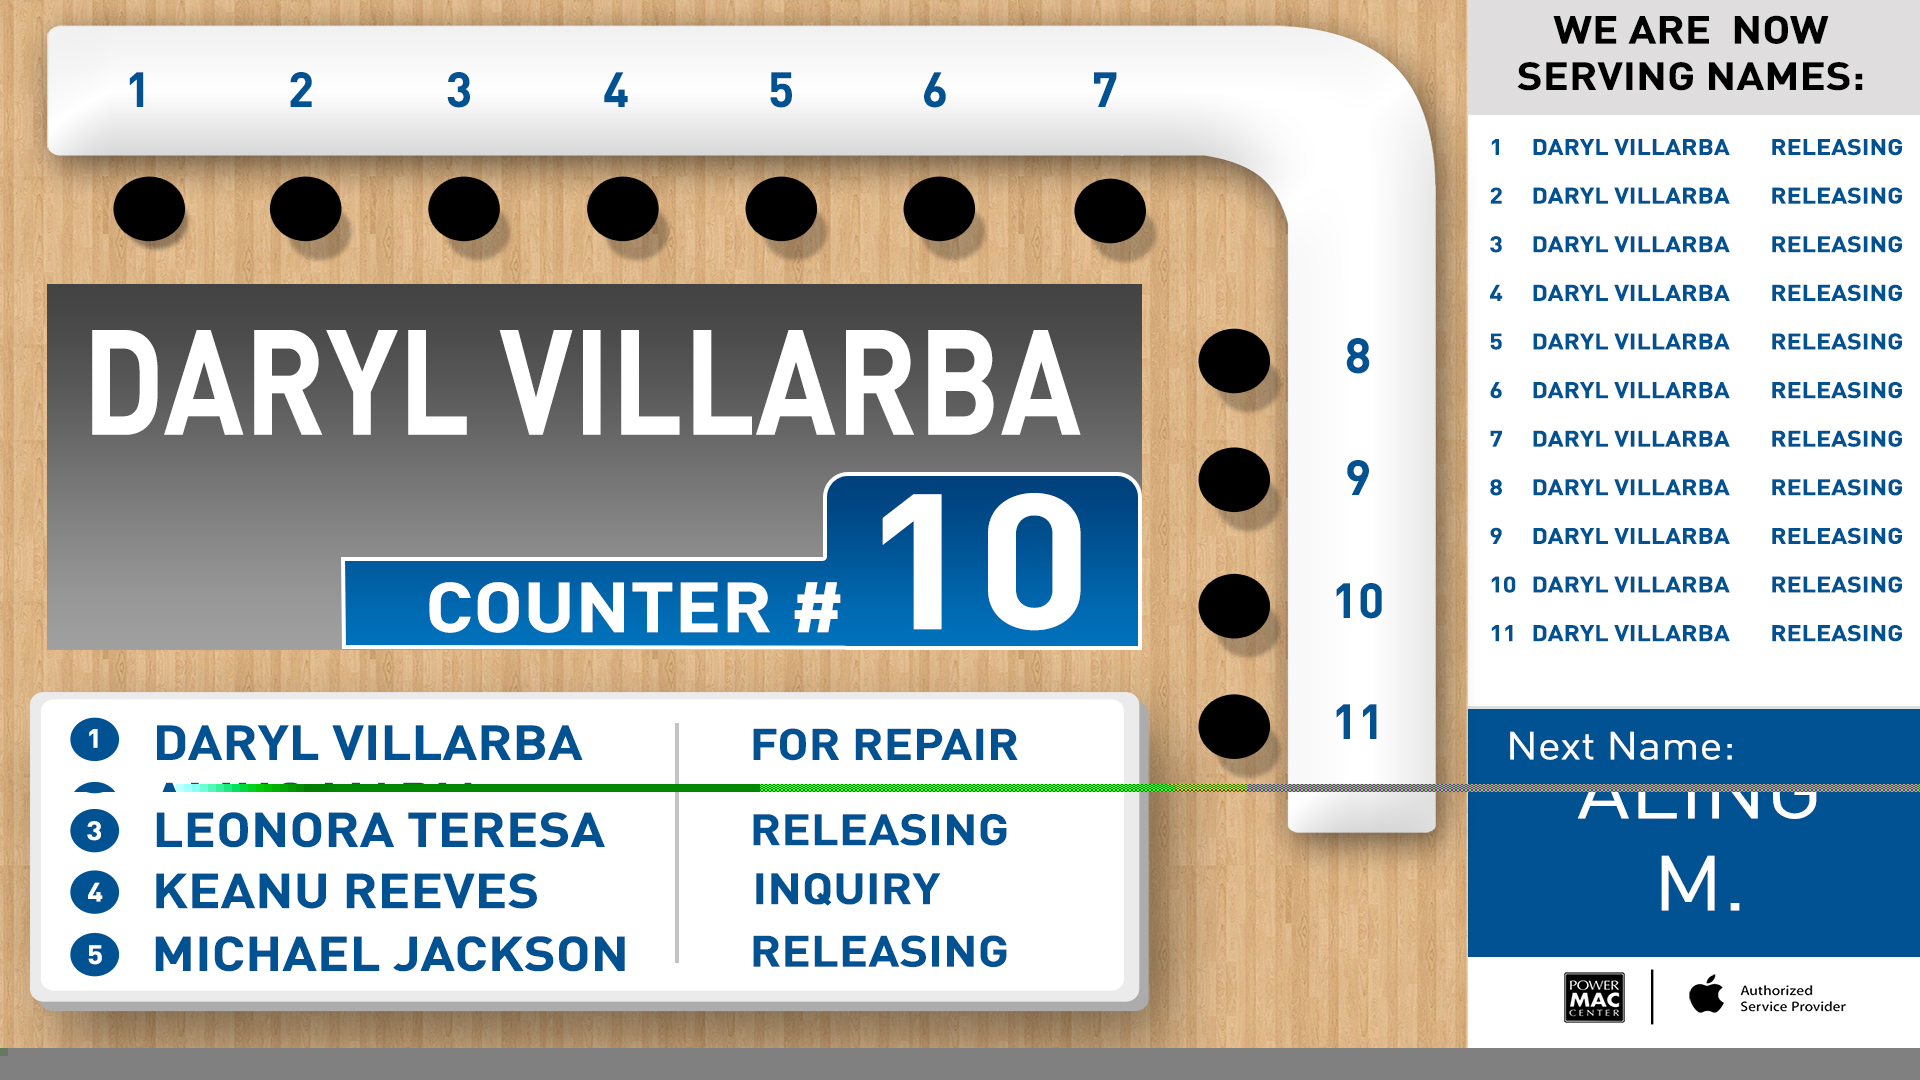 1 2 3 4 5 6 7
8
9
10
11
DARYL VILLARBA
COUNTER # 10
1 DARYL VILLARBA FOR REPAIR
3 LEONORA TERESA RELEASING
4 KEANU REEVES INQUIRY
5 MICHAEL JACKSON RELEASING
WE ARE NOW
SERVING NAMES:
1 DARYL VILLARBA RELEASING
2 DARYL VILLARBA RELEASING
3 DARYL VILLARBA RELEASING
4 DARYL VILLARBA RELEASING
5 DARYL VILLARBA RELEASING
6 DARYL VILLARBA RELEASING
7 DARYL VILLARBA RELEASING
8 DARYL VILLARBA RELEASING
9 DARYL VILLARBA RELEASING
10 DARYL VILLARBA RELEASING
11 DARYL VILLARBA RELEASING
Next Name:
ALING
M.
POWER
MAC
CENTER
Authorized
Service Provider